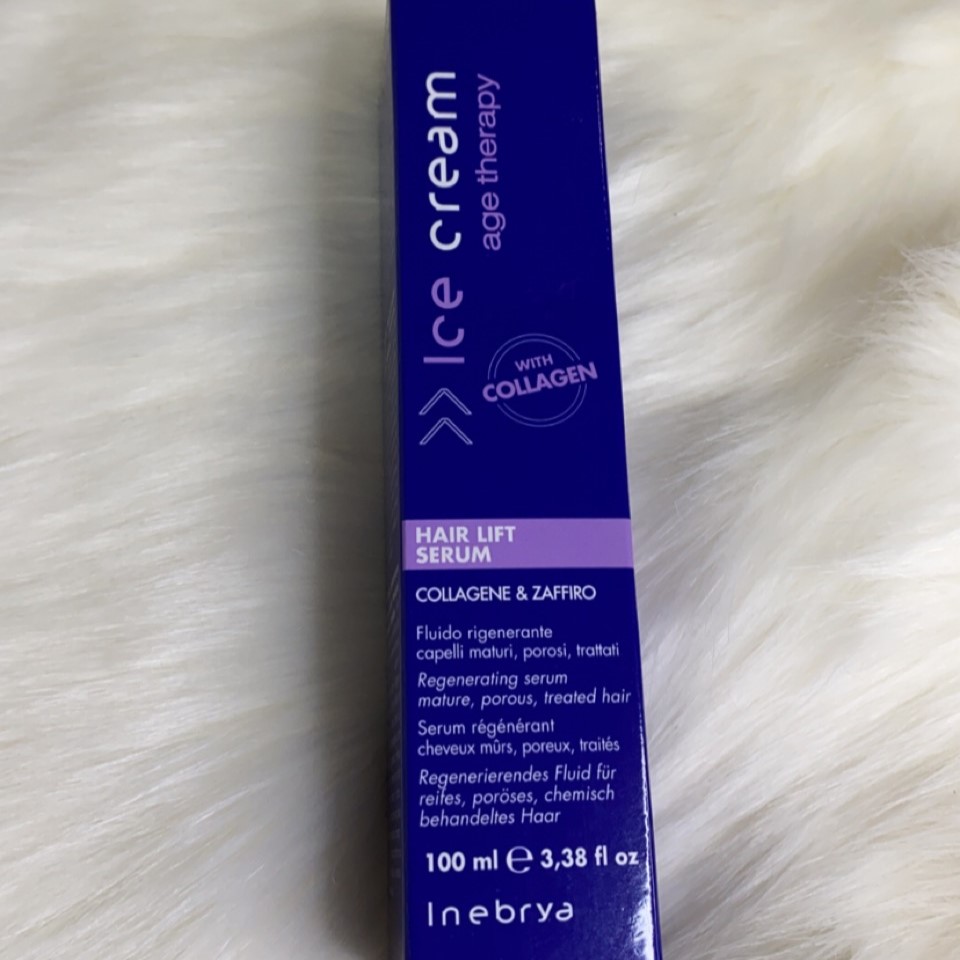 Ice cream
age therapy
WITH
COLLAGEN
HAIR LIFT
SERUM
COLLAGENE & ZAFFIRO
Fluido rigenerante
capelli maturi, porosi, trattati
Regenerating serum
mature, porous, treated hair
Serum régénérant
cheveux mûrs, poreux, traités
Regenerierendes Fluid für
reifes, poröses, chemisch
behandeltes Haar
100 ml ℮ 3,38 fl oz
Inebrya